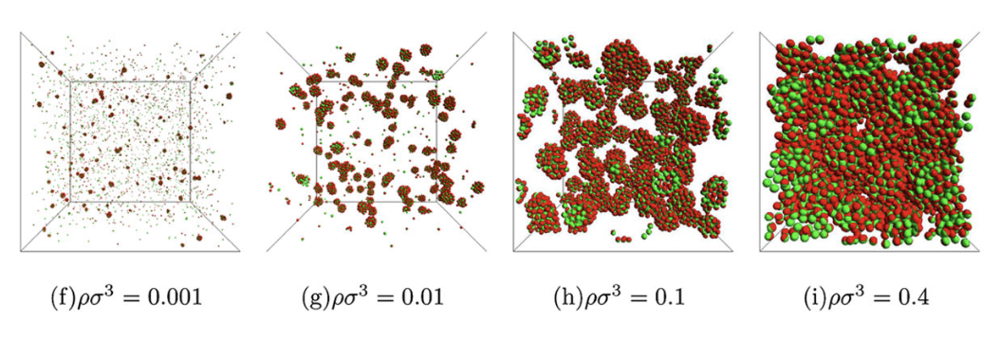 (f)ρσ³ = 0.001
(g)ρσ³ = 0.01
(h)ρσ³ = 0.1
(i)ρσ³ = 0.4